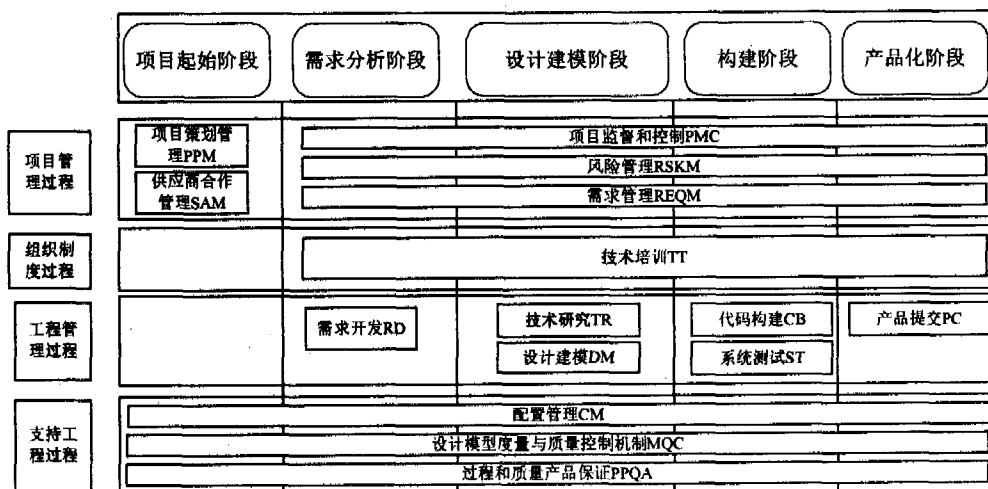 项目起始阶段
需求分析阶段
设计建模阶段
构建阶段
产品化阶段
项目管
理过程
项目策划管
理PPM
供应商合作
管理SAM
项目监督和控制PMC
风险管理RSKM
需求管理REQM
组织制
度过程
技术培训TT
工程管
理过程
需求开发RD
技术研究TR
设计建模DM
代码构建CB
系统测试ST
产品提交PC
支持工
程过程
配置管理CM
设计模型度量与质量控制机制MQC
过程和质量产品保证PPQA